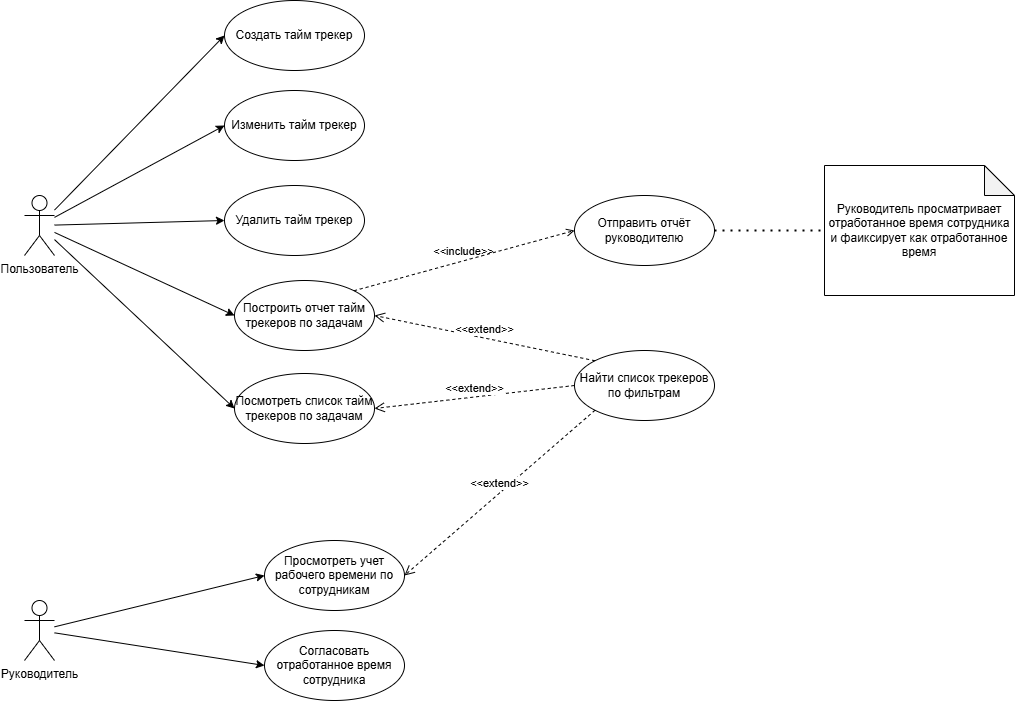 Создать тайм трекер
Изменить тайм трекер
Удалить тайм трекер
Пользователь
Отправить отчёт
руководителю
Руководитель просматривает
отработанное время сотрудника
и фаиксирует как отработанное
время
<<include>>
Построить отчет тайм
трекеров по задачам
<<extend>>
Найти список трекеров
по фильтрам
<<extend>>
Посмотреть список тайм
трекеров по задачам
<<extend>>
Просмотреть учет
рабочего времени по
сотрудникам
Руководитель
Согласовать
отработанное время
сотрудника